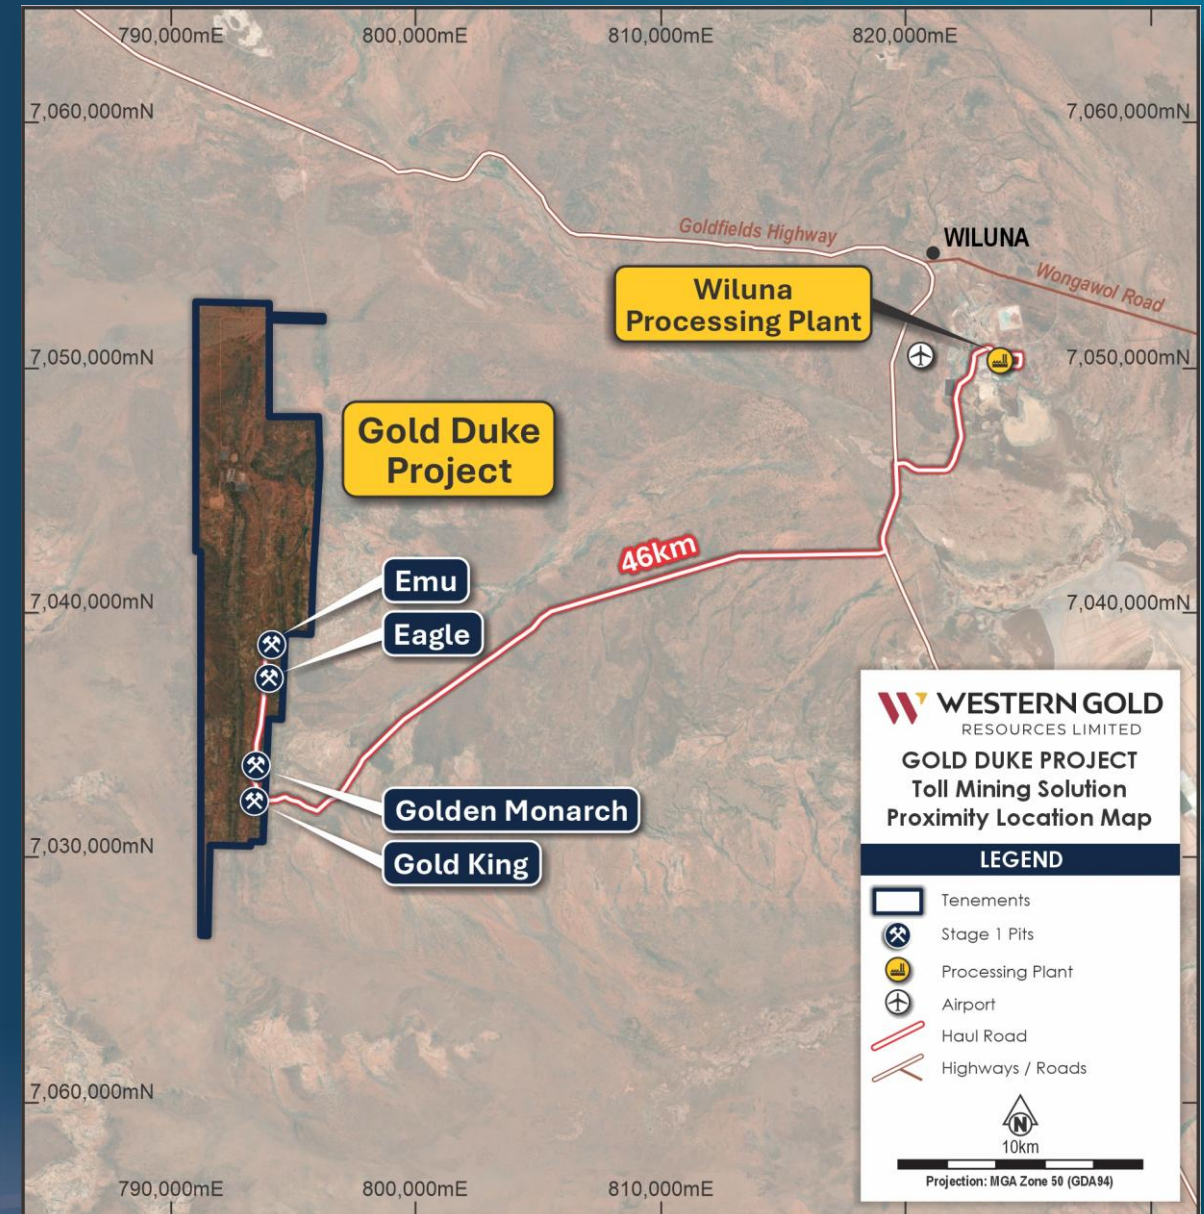 790,000mE
800,000mE
810,000mE
820,000mE
7,060,000mN
7,060,000mN
Goldfields Highway
WILUNA
Wongawol Road
Wiluna
Processing Plant
7,050,000mN
7,050,000mN
Gold Duke
Project
46km
Emu
7,040,000mN
7,040,000mN
Eagle
Golden Monarch
7,030,000mN
Gold King
7,060,000mN
790,000mE
800,000mE
810,000mE
WESTERN GOLD
RESOURCES LIMITED
GOLD DUKE PROJECT
Toll Mining Solution
Proximity Location Map
LEGEND
Tenements
Stage 1 Pits
Processing Plant
Airport
Haul Road
Highways / Roads
N
10km
Projection: MGA Zone 50 (GDA94)